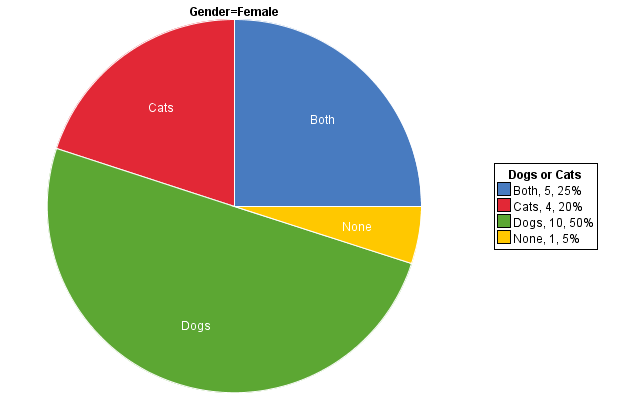 Gender=Female
Cats
Both
None
Dogs
Dogs or Cats
Both, 5, 25%
Cats, 4, 20%
Dogs, 10, 50%
None, 1, 5%